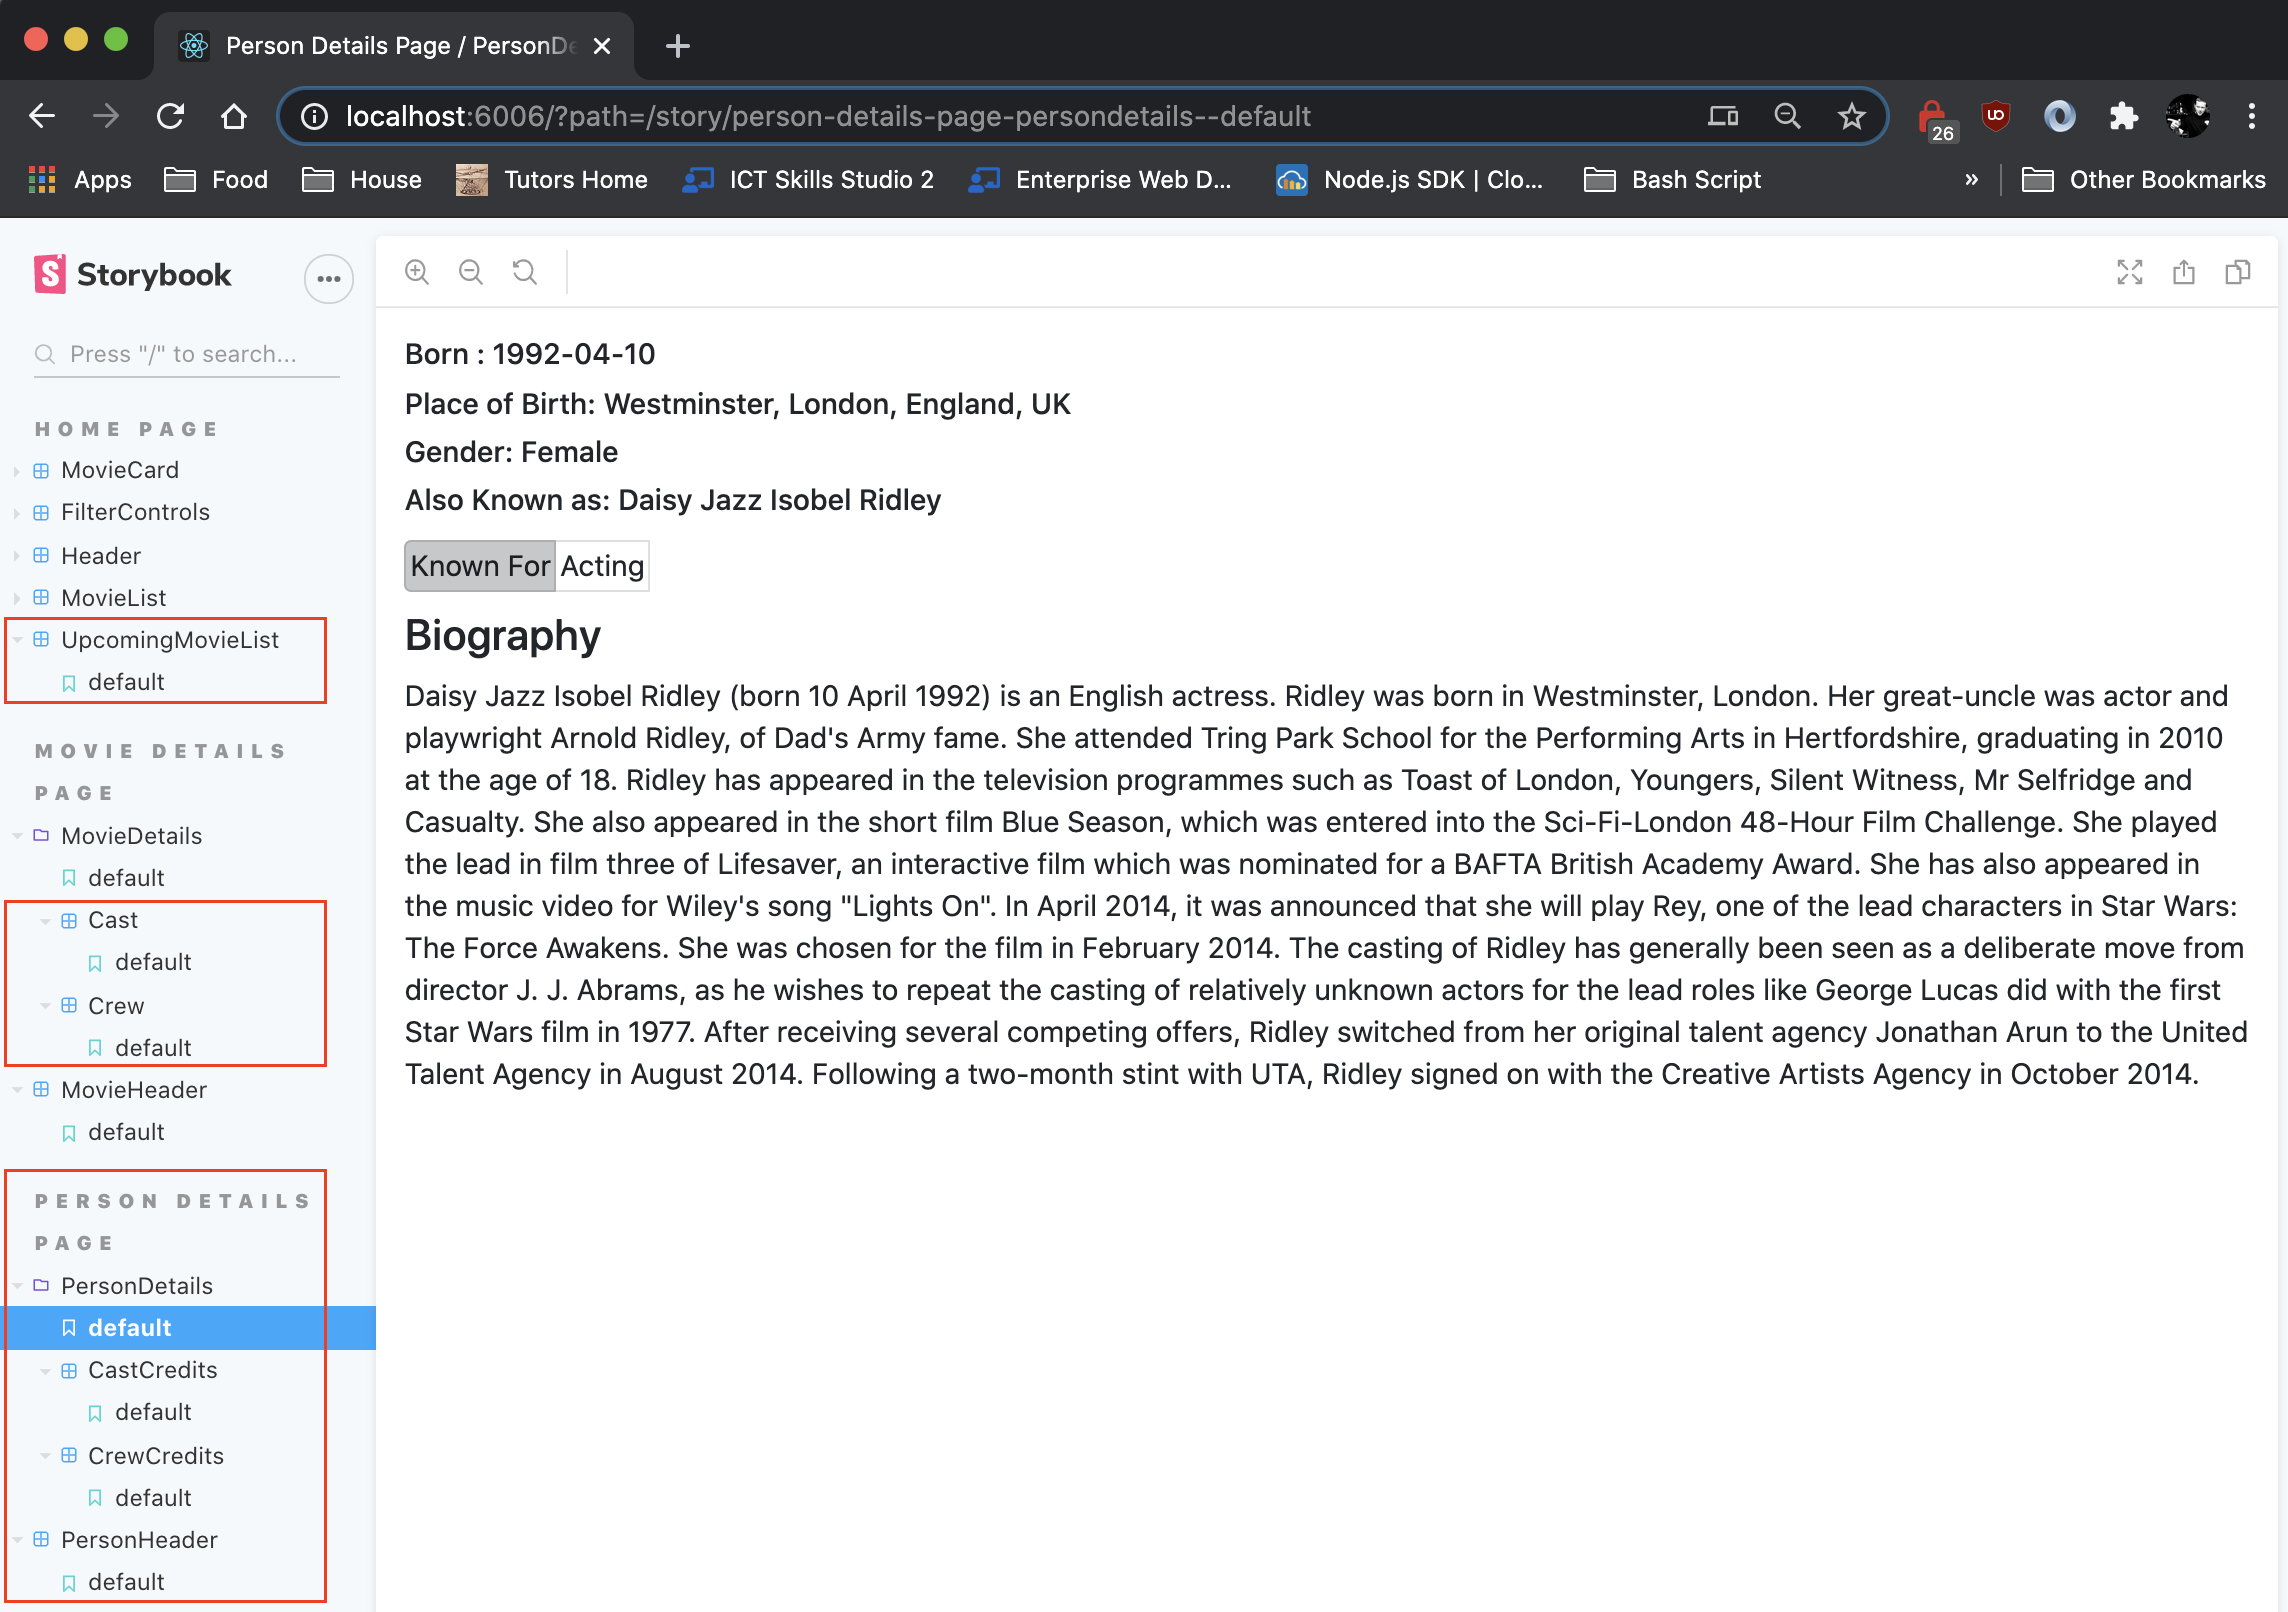 Person Details Page / PersonDe
localhost:6006/?path=/story/person-details-page-persondetails--default
26
Apps
Food
House
Tutors Home
ICT Skills Studio 2
Enterprise Web D...
Node.js SDK | Clo...
Bash Script
»
Other Bookmarks
Storybook
Press "/" to search...
HOME PAGE
MovieCard
FilterControls
Header
MovieList
UpcomingMovieList
default
MOVIE DETAILS
PAGE
MovieDetails
default
Cast
default
Crew
default
MovieHeader
default
PERSON DETAILS
PAGE
PersonDetails
default
CastCredits
default
CrewCredits
default
PersonHeader
default
Born : 1992-04-10
Place of Birth: Westminster, London, England, UK
Gender: Female
Also Known as: Daisy Jazz Isobel Ridley
Known For Acting
Biography
Daisy Jazz Isobel Ridley (born 10 April 1992) is an English actress. Ridley was born in Westminster, London. Her great-uncle was actor and
playwright Arnold Ridley, of Dad's Army fame. She attended Tring Park School for the Performing Arts in Hertfordshire, graduating in 2010
at the age of 18. Ridley has appeared in the television programmes such as Toast of London, Youngers, Silent Witness, Mr Selfridge and
Casualty. She also appeared in the short film Blue Season, which was entered into the Sci-Fi-London 48-Hour Film Challenge. She played
the lead in film three of Lifesaver, an interactive film which was nominated for a BAFTA British Academy Award. She has also appeared in
the music video for Wiley's song "Lights On". In April 2014, it was announced that she will play Rey, one of the lead characters in Star Wars:
The Force Awakens. She was chosen for the film in February 2014. The casting of Ridley has generally been seen as a deliberate move from
director J. J. Abrams, as he wishes to repeat the casting of relatively unknown actors for the lead roles like George Lucas did with the first
Star Wars film in 1977. After receiving several competing offers, Ridley switched from her original talent agency Jonathan Arun to the United
Talent Agency in August 2014. Following a two-month stint with UTA, Ridley signed on with the Creative Artists Agency in October 2014.